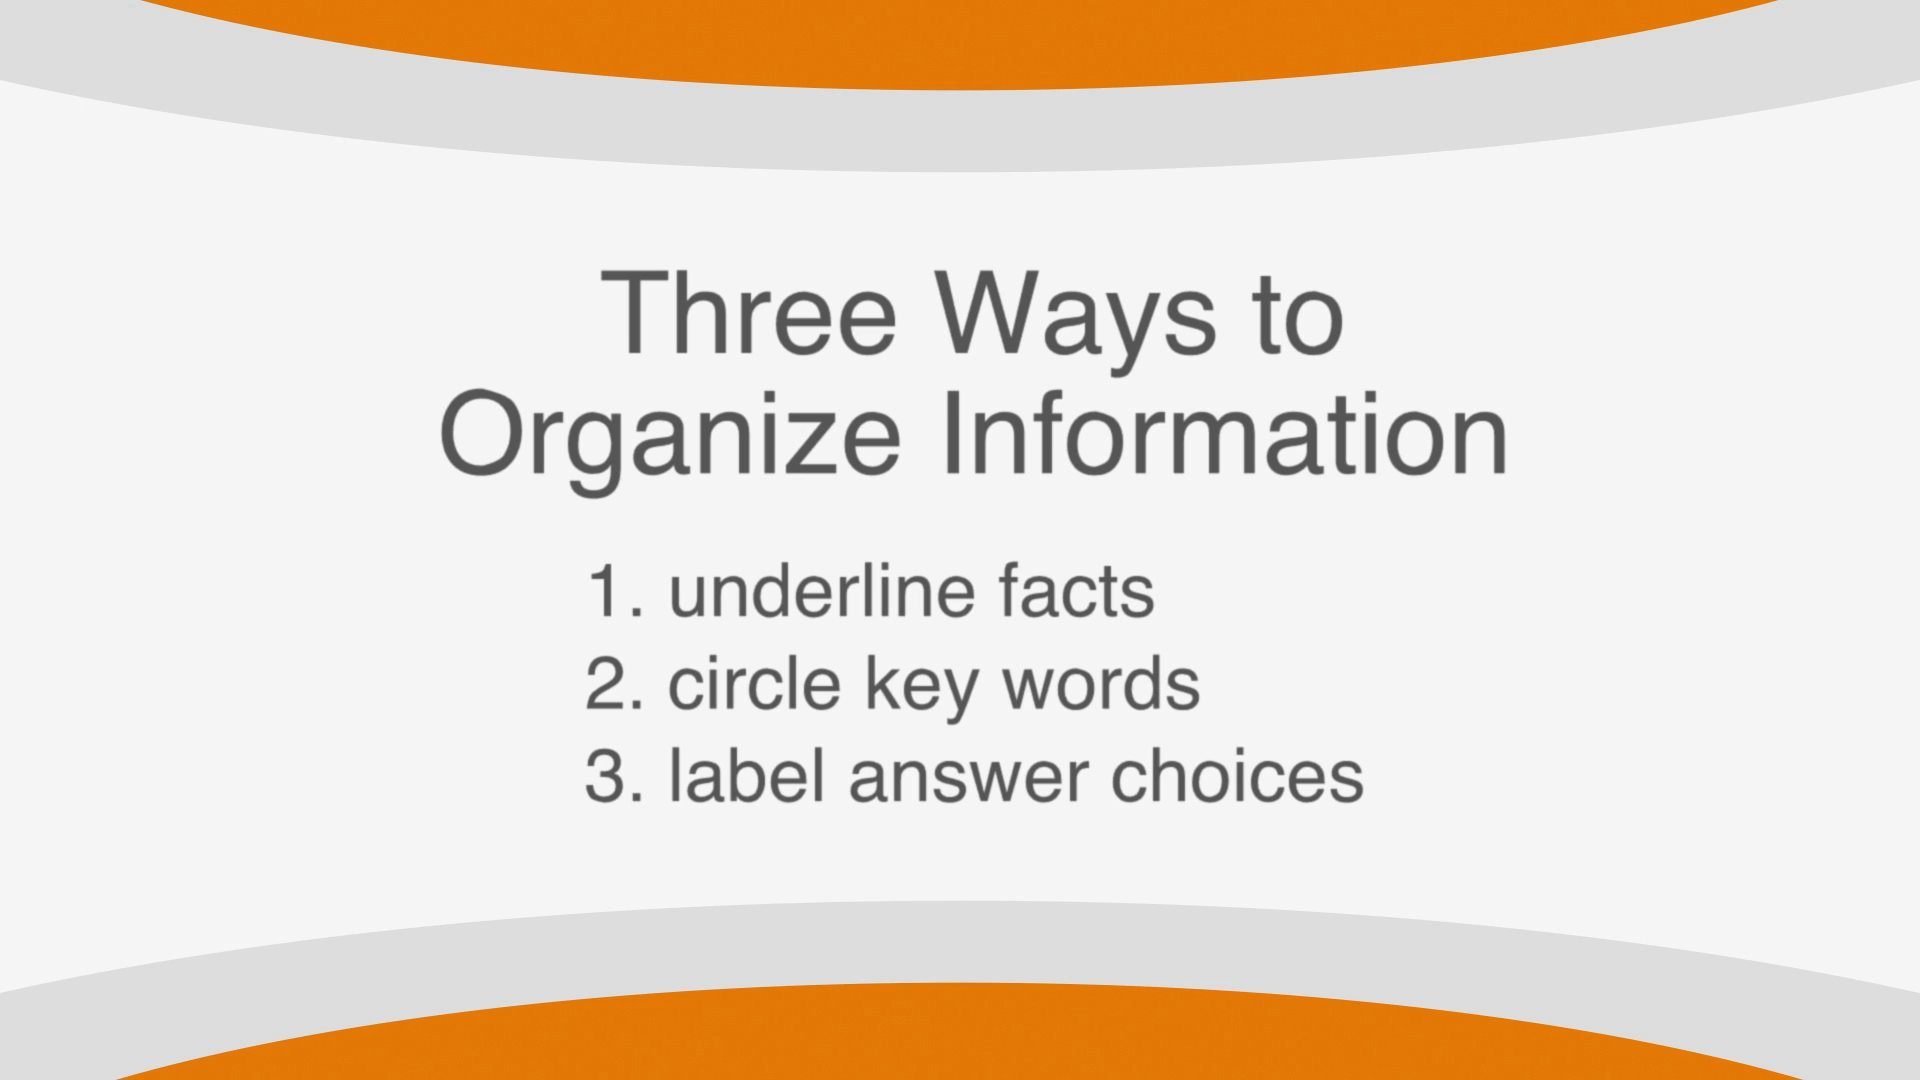 Three Ways to
Organize Information
1. underline facts
2. circle key words
3. label answer choices